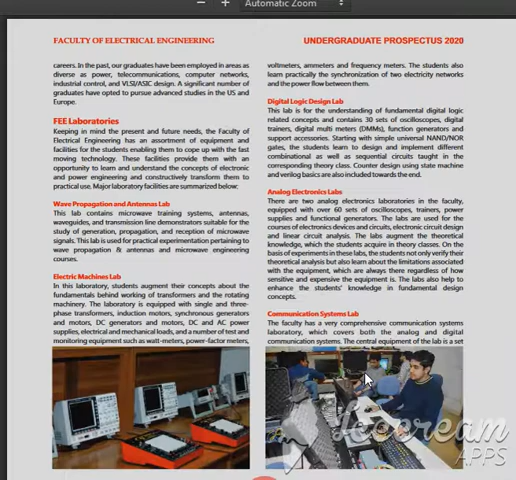 Automatic Zoom
FACULTY OF ELECTRICAL ENGINEERING
UNDERGRADUATE PROSPECTUS 2020
careers. In the past, our graduates have been employed in areas as
diverse as power, telecommunications, computer networks,
industrial control, and VLSI/ASIC design. A significant number of
graduates have opted to pursue advanced studies in the US and
Europe.
FEE Laboratories
Keeping in mind the present and future needs, the Faculty of
Electrical Engineering has an assortment of equipment and
facilities for the students enabling them to cope up with the fast
moving technology. These facilities provide them with an
opportunity to learn and understand the concepts of electronic
and power engineering and constructively transform them to
practical use. Major laboratory facilities are summarized below:
Wave Propagation and Antennas Lab
This lab contains microwave training systems, antennas,
waveguides, and transmission line demonstrators suitable for the
study of generation, propagation, and reception of microwave
signals. This lab is used for practical experimentation pertaining to
wave propagation & antennas and microwave engineering
courses.
Electric Machines Lab
In this laboratory, students augment their concepts about the
fundamentals behind working of transformers and the rotating
machinery. The laboratory is equipped with single and three-
phase transformers, induction motors, synchronous generators
and motors, DC generators and motors, DC and AC power
supplies, electrical and mechanical loads, and a number of test and
monitoring equipment such as watt-meters, power-factor meters,
voltmeters, ammeters and frequency meters. The students also
learn practically the synchronization of two electricity networks
and the power flow between them.
Digital Logic Design Lab
This lab is for the understanding of fundamental digital logic
related concepts and contains 30 sets of oscilloscopes, digital
trainers, digital multi meters (DMMs), function generators and
support accessories. Starting with simple universal NAND/NOR
gates, the students learn to design and implement different
combinational as well as sequential circuits taught in the
corresponding theory class. Counter design using state machine
and verilog basics are also included towards the end.
Analog Electronics Labs
There are two analog electronics laboratories in the faculty,
equipped with over 60 sets of oscilloscopes, trainers, power
supplies and functional generators. The labs are used for the
courses of electronics devices and circuits, electronic circuit design
and linear circuit analysis. The labs augment the theoretical
knowledge, which the students acquire in theory classes. On the
basis of experiments in these labs, the students not only verify their
theoretical analysis but also learn about the limitations associated
with the equipment, which are always there regardless of how
sensitive and expensive the equipment is. The labs also help to
enhance the students' knowledge in fundamental design
concepts.
Communication Systems Lab
The faculty has a very comprehensive communication systems
laboratory, which covers both the analog and digital
communication systems. The central equipment of the lab is a set
Icecream
APPS